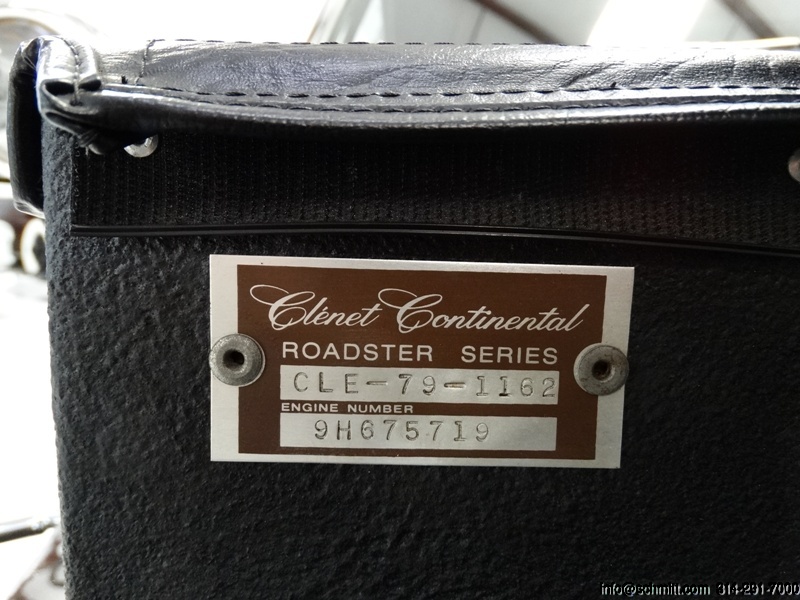 Clénet Continental
ROADSTER SERIES
CLE-79-1162
ENGINE NUMBER
9H675719
info@schmitt.com 314-291-7000